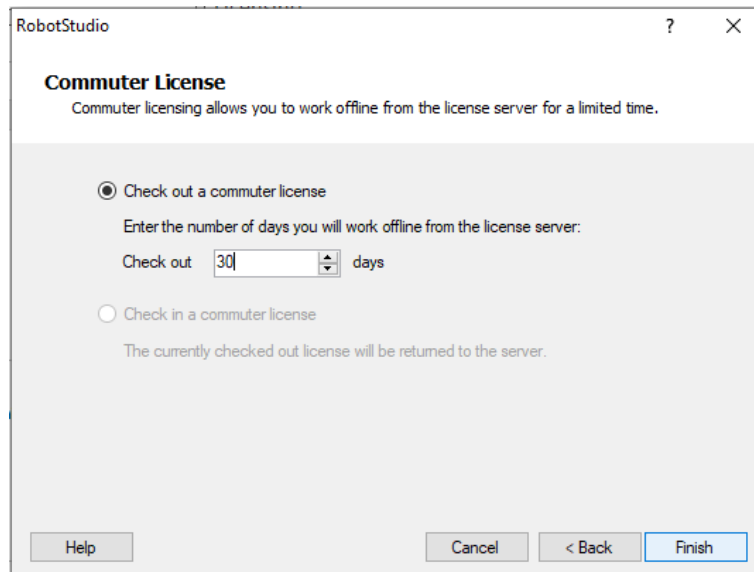 RobotStudio
Commuter License
Commuter licensing allows you to work offline from the license server for a limited time.
Check out a commuter license
Enter the number of days you will work offline from the license server:
Check out 30 days
Check in a commuter license
The currently checked out license will be returned to the server.
Help Cancel < Back Finish